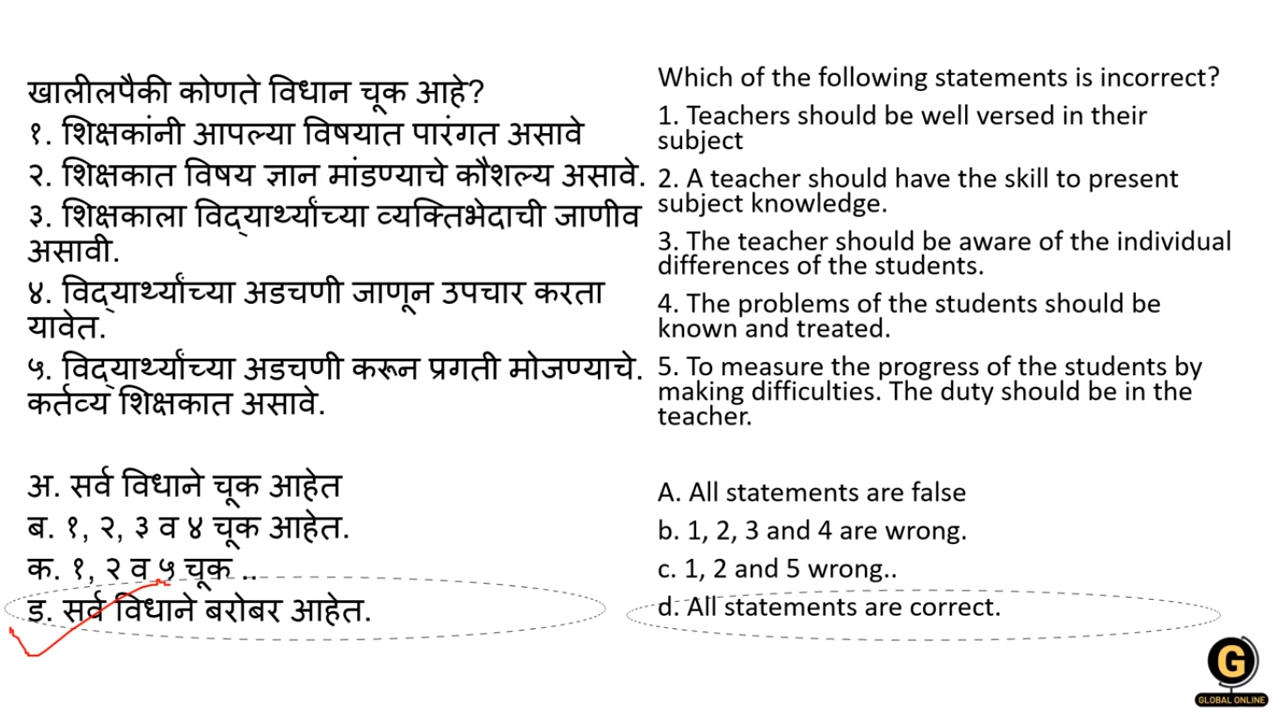 खालीलपैकी कोणते विधान चूक आहे?
१. शिक्षकांनी आपल्या विषयात पारंगत असावे
२. शिक्षकात विषय ज्ञान मांडण्याचे कौशल्य असावे.
३. शिक्षकाला विद्यार्थ्यांच्या व्यक्तिभेदाची जाणीव
असावी.
४. विद्यार्थ्यांच्या अडचणी जाणून उपचार करता
यावेत.
५. विद्यार्थ्यांच्या अडचणी करून प्रगती मोजण्याचे.
कर्तव्य शिक्षकात असावे.
अ. सर्व विधाने चूक आहेत
ब. १, २, ३ व ४ चूक आहेत.
क. १, २ व ५ चूक ..
ड. सर्व विधाने बरोबर आहेत.
Which of the following statements is incorrect?
1. Teachers should be well versed in their
subject
2. A teacher should have the skill to present
subject knowledge.
3. The teacher should be aware of the individual
differences of the students.
4. The problems of the students should be
known and treated.
5. To measure the progress of the students by
making difficulties. The duty should be in the
teacher.
A. All statements are false
b. 1, 2, 3 and 4 are wrong.
c. 1, 2 and 5 wrong..
d. All statements are correct.
G
GLOBAL ONLINE